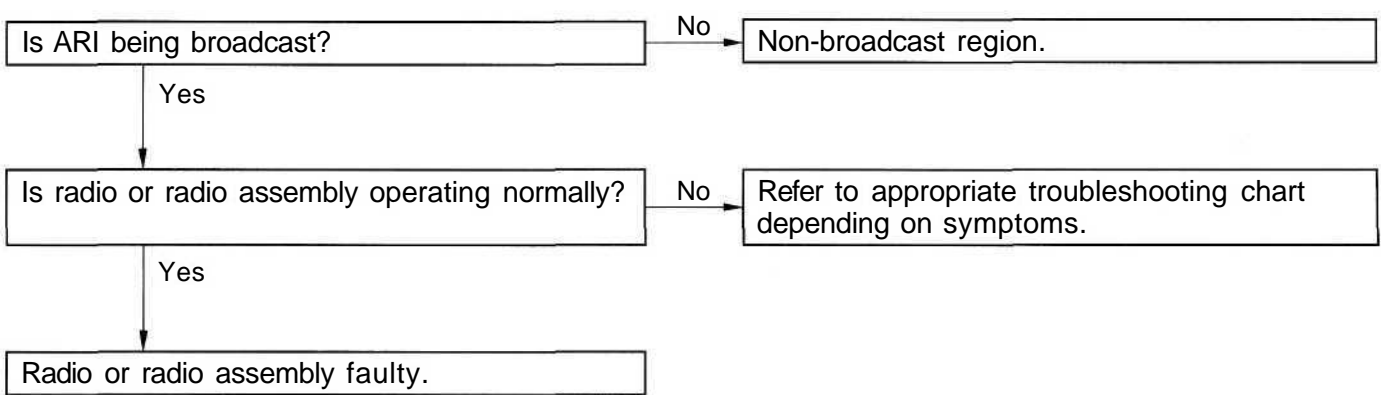 Is ARI being broadcast?
No
Non-broadcast region.
Yes
Is radio or radio assembly operating normally?
No
Refer to appropriate troubleshooting chart
depending on symptoms.
Yes
Radio or radio assembly faulty.